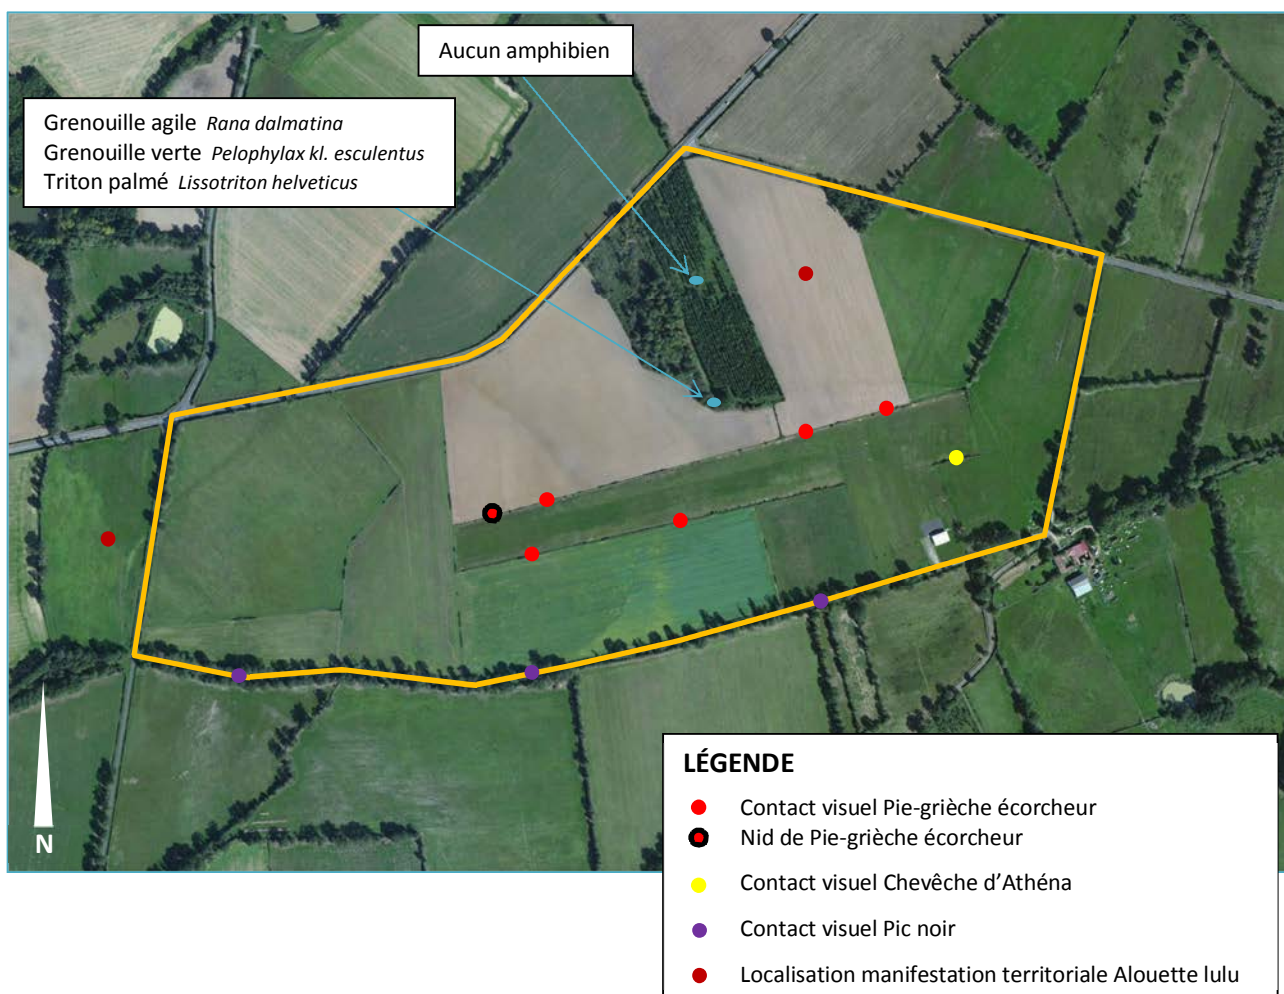 Aucun amphibien
Grenouille agile Rana dalmatina
Grenouille verte Pelophylax kl. esculentus
Triton palmé Lissotriton helveticus
N
LÉGENDE
Contact visuel Pie-grièche écorcheur
Nid de Pie-grièche écorcheur
Contact visuel Chevêche d’Athéna
Contact visuel Pic noir
Localisation manifestation territoriale Alouette lulu